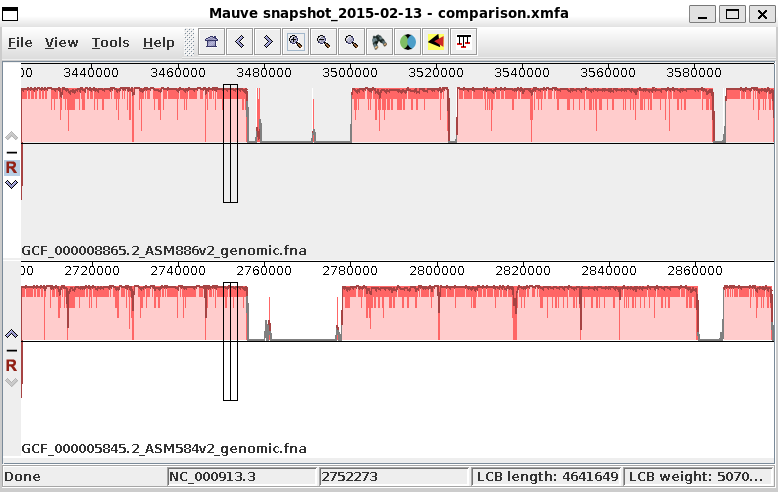 Mauve snapshot_2015-02-13 - comparison.xmfa
File View Tools Help
00 3440000 3460000 3480000 3500000 3520000 3540000 3560000 3580000
R
GCF_000008865.2_ASM886v2_genomic.fna
00 2720000 2740000 2760000 2780000 2800000 2820000 2840000 2860000
R
GCF_000005845.2_ASM584v2_genomic.fna
Done NC_000913.3 2752273 LCB length: 4641649 LCB weight: 5070...